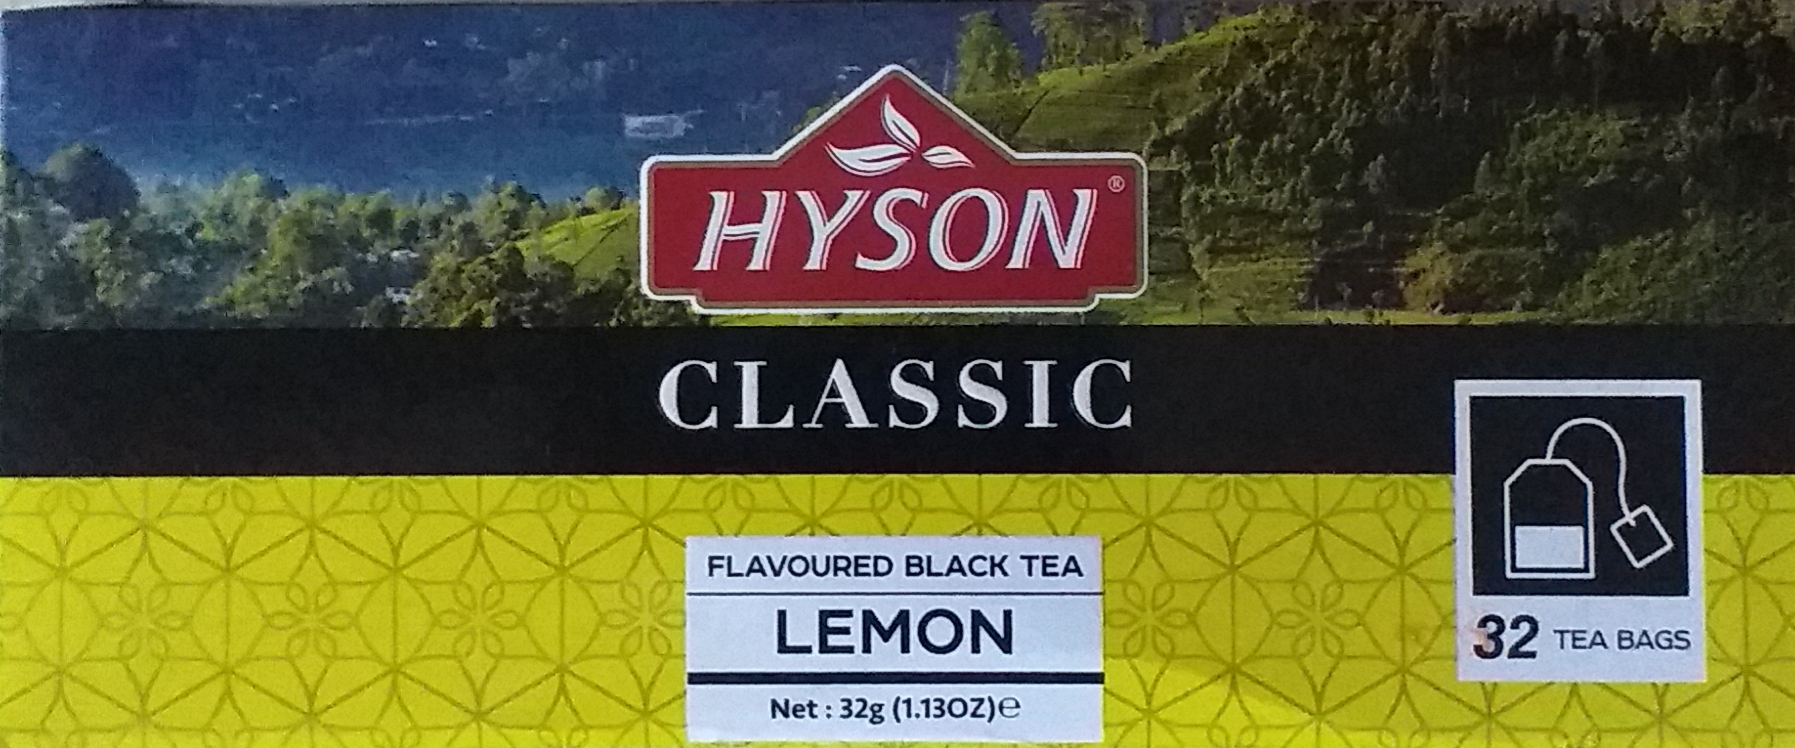 HYSON®
CLASSIC
FLAVOURED BLACK TEA
LEMON
Net : 32g (1.13OZ)℮
32 TEA BAGS